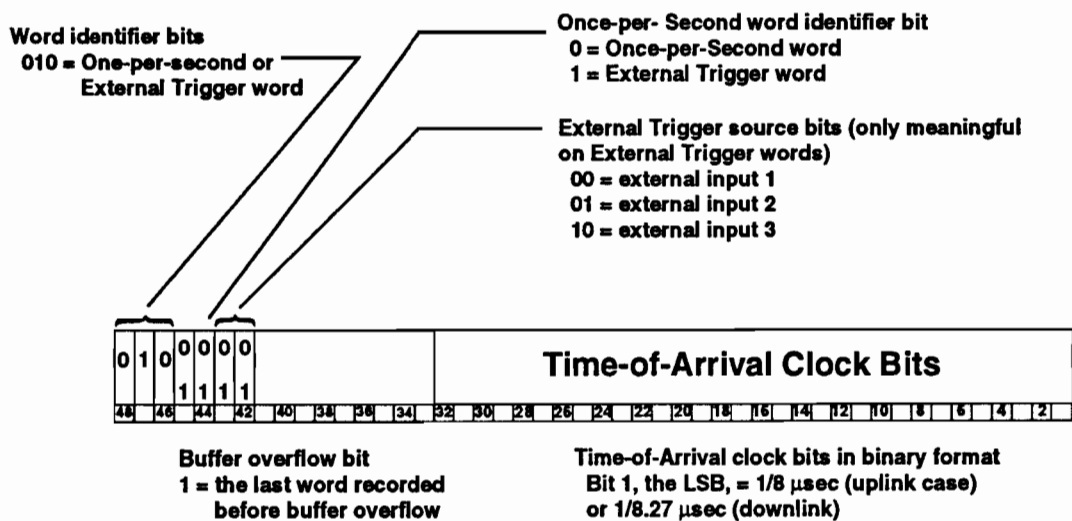 Word identifier bits
010 = One-per-second or
External Trigger word
Once-per- Second word identifier bit
0 = Once-per-Second word
1 = External Trigger word
External Trigger source bits (only meaningful
on External Trigger words)
00 = external input 1
01 = external input 2
10 = external input 3
0 1 0 0 0 0 0
1 1 1 1
Time-of-Arrival Clock Bits
48 46 44 42 40 38 36 34 32 30 28 26 24 22 20 18 16 14 12 10 8 6 4 2
Buffer overflow bit
1 = the last word recorded
before buffer overflow
Time-of-Arrival clock bits in binary format
Bit 1, the LSB, = 1/8 μsec (uplink case)
or 1/8.27 μsec (downlink)